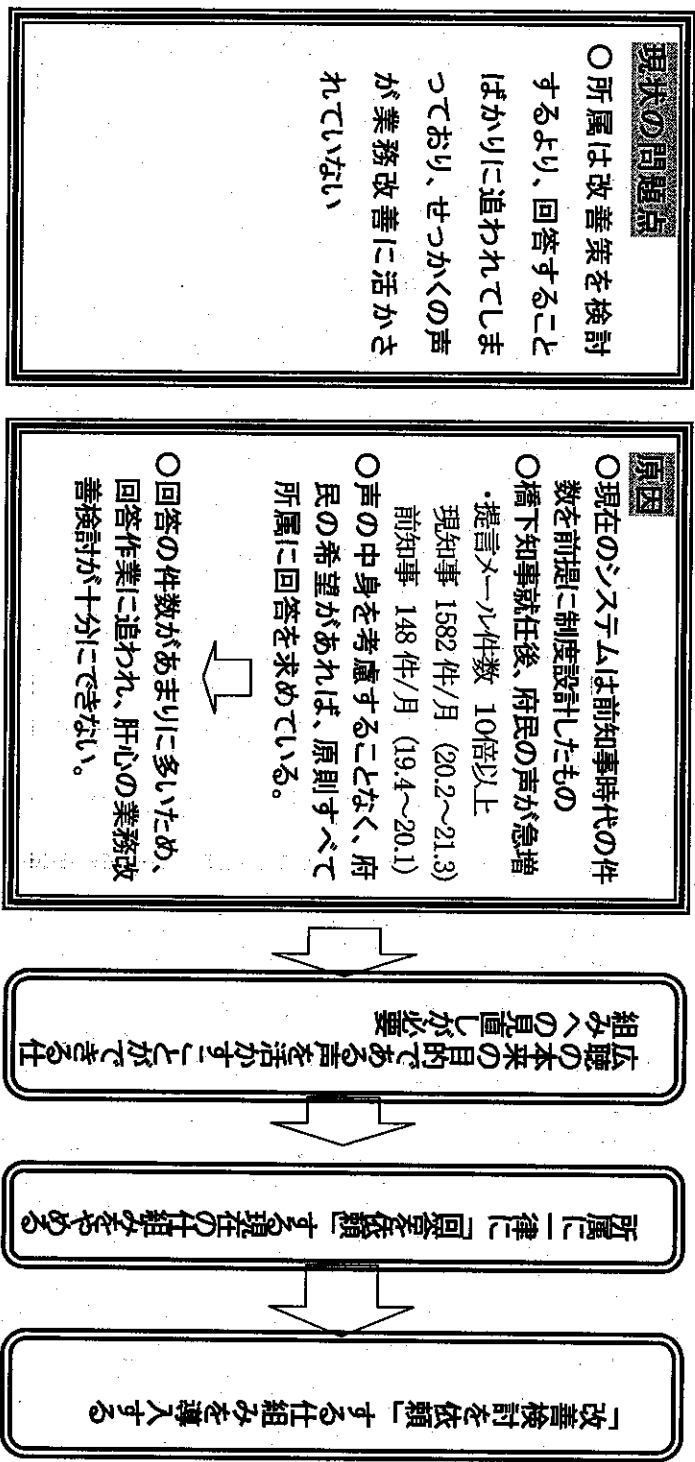 現状の問題点
○所属は改善策を検討
するより、回答すること
ばかりに追われてしま
っており、せっかくの声
が業務改善に活かさ
れていない
原因
○現在のシステムは前知事時代の件
数を前提に制度設計したもの
○橋下知事就任後、府民の声が急増
・提言メール件数 10倍以上
現知事 1582件/月 (20.2~21.3)
前知事 148件/月 (19.4~20.1)
○声の中身を考慮することなく、府
民の希望があれば、原則すべて
所属に回答を求めている。
○回答の件数があまりに多いため、
回答作業に追われ、肝心の業務改
善検討が十分にできない。
広聴の本来の目的である声を活かすことができる仕
組みへの見直しが必要
所属に一律に「回答を依頼」する現在の仕組みをやめる
「改善検討を依頼」する仕組みを導入する